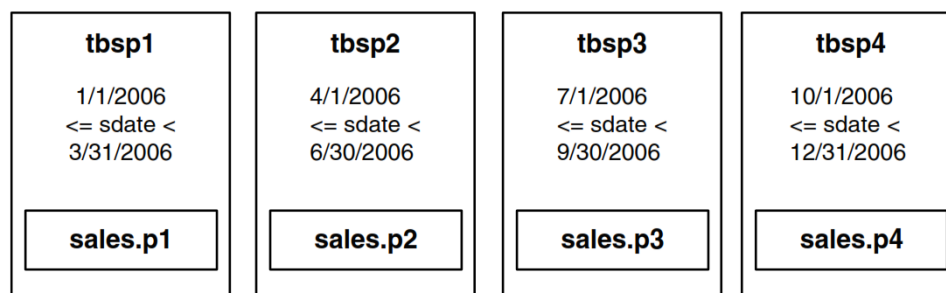 tbsp1
1/1/2006
<= sdate <
3/31/2006
sales.p1
tbsp2
4/1/2006
<= sdate <
6/30/2006
sales.p2
tbsp3
7/1/2006
<= sdate <
9/30/2006
sales.p3
tbsp4
10/1/2006
<= sdate <
12/31/2006
sales.p4